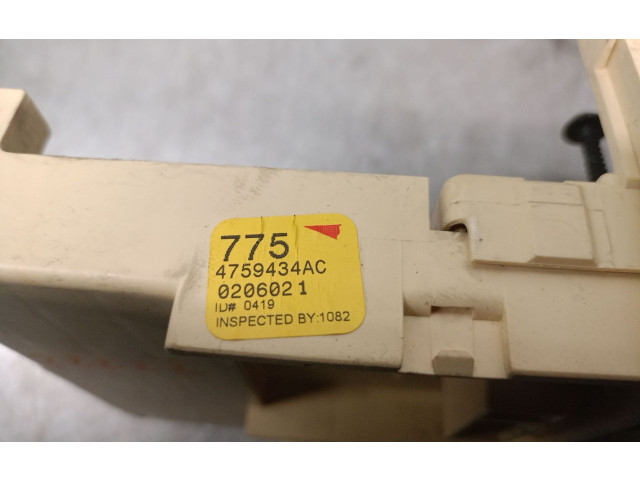 775
4759434AC
0206021
ID# 0419
INSPECTED BY:1082